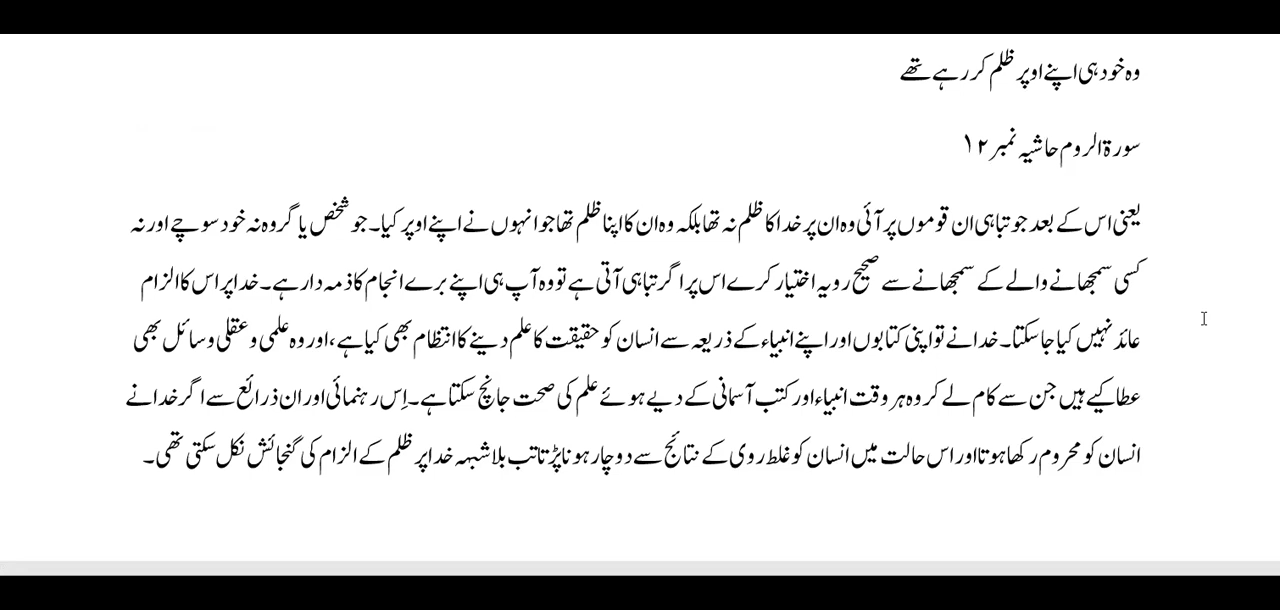 وہ خود ہی اپنے اوپر ظلم کر رہے تھے
سورۃ الروم حاشیہ نمبر ۱۲
یعنی اس کے بعد جو تباہی ان قوموں پر آئی وہ ان پر خدا کا ظلم نہ تھا بلکہ وہ ان کا اپنا ظلم تھا جو انہوں نے اپنے اوپر کیا۔ جو شخص یا گروہ نہ خود سوچے اور نہ
کسی سمجھانے والے کے سمجھانے سے صحیح رویہ اختیار کرے اس پر اگر تباہی آتی ہے تو وہ آپ ہی اپنے برے انجام کا ذمہ دار ہے۔ خدا پر اس کا الزام
عائد نہیں کیا جا سکتا۔ خدا نے تو اپنی کتابوں اور اپنے انبیاء کے ذریعہ سے انسان کو حقیقت کا علم دینے کا انتظام بھی کیا ہے، اور وہ علمی و عقلی وسائل بھی
عطا کیے ہیں جن سے کام لے کر وہ ہر وقت انبیاء اور کتب آسمانی کے دیے ہوئے علم کی صحت جانچ سکتا ہے۔ اِس رہنمائی اور ان ذرائع سے اگر خدا نے
انسان کو محروم رکھا ہوتا اور اس حالت میں انسان کو غلط روی کے نتائج سے دوچار ہونا پڑتا تب بلا شبہہ خدا پر ظلم کے الزام کی گنجائش نکل سکتی تھی۔